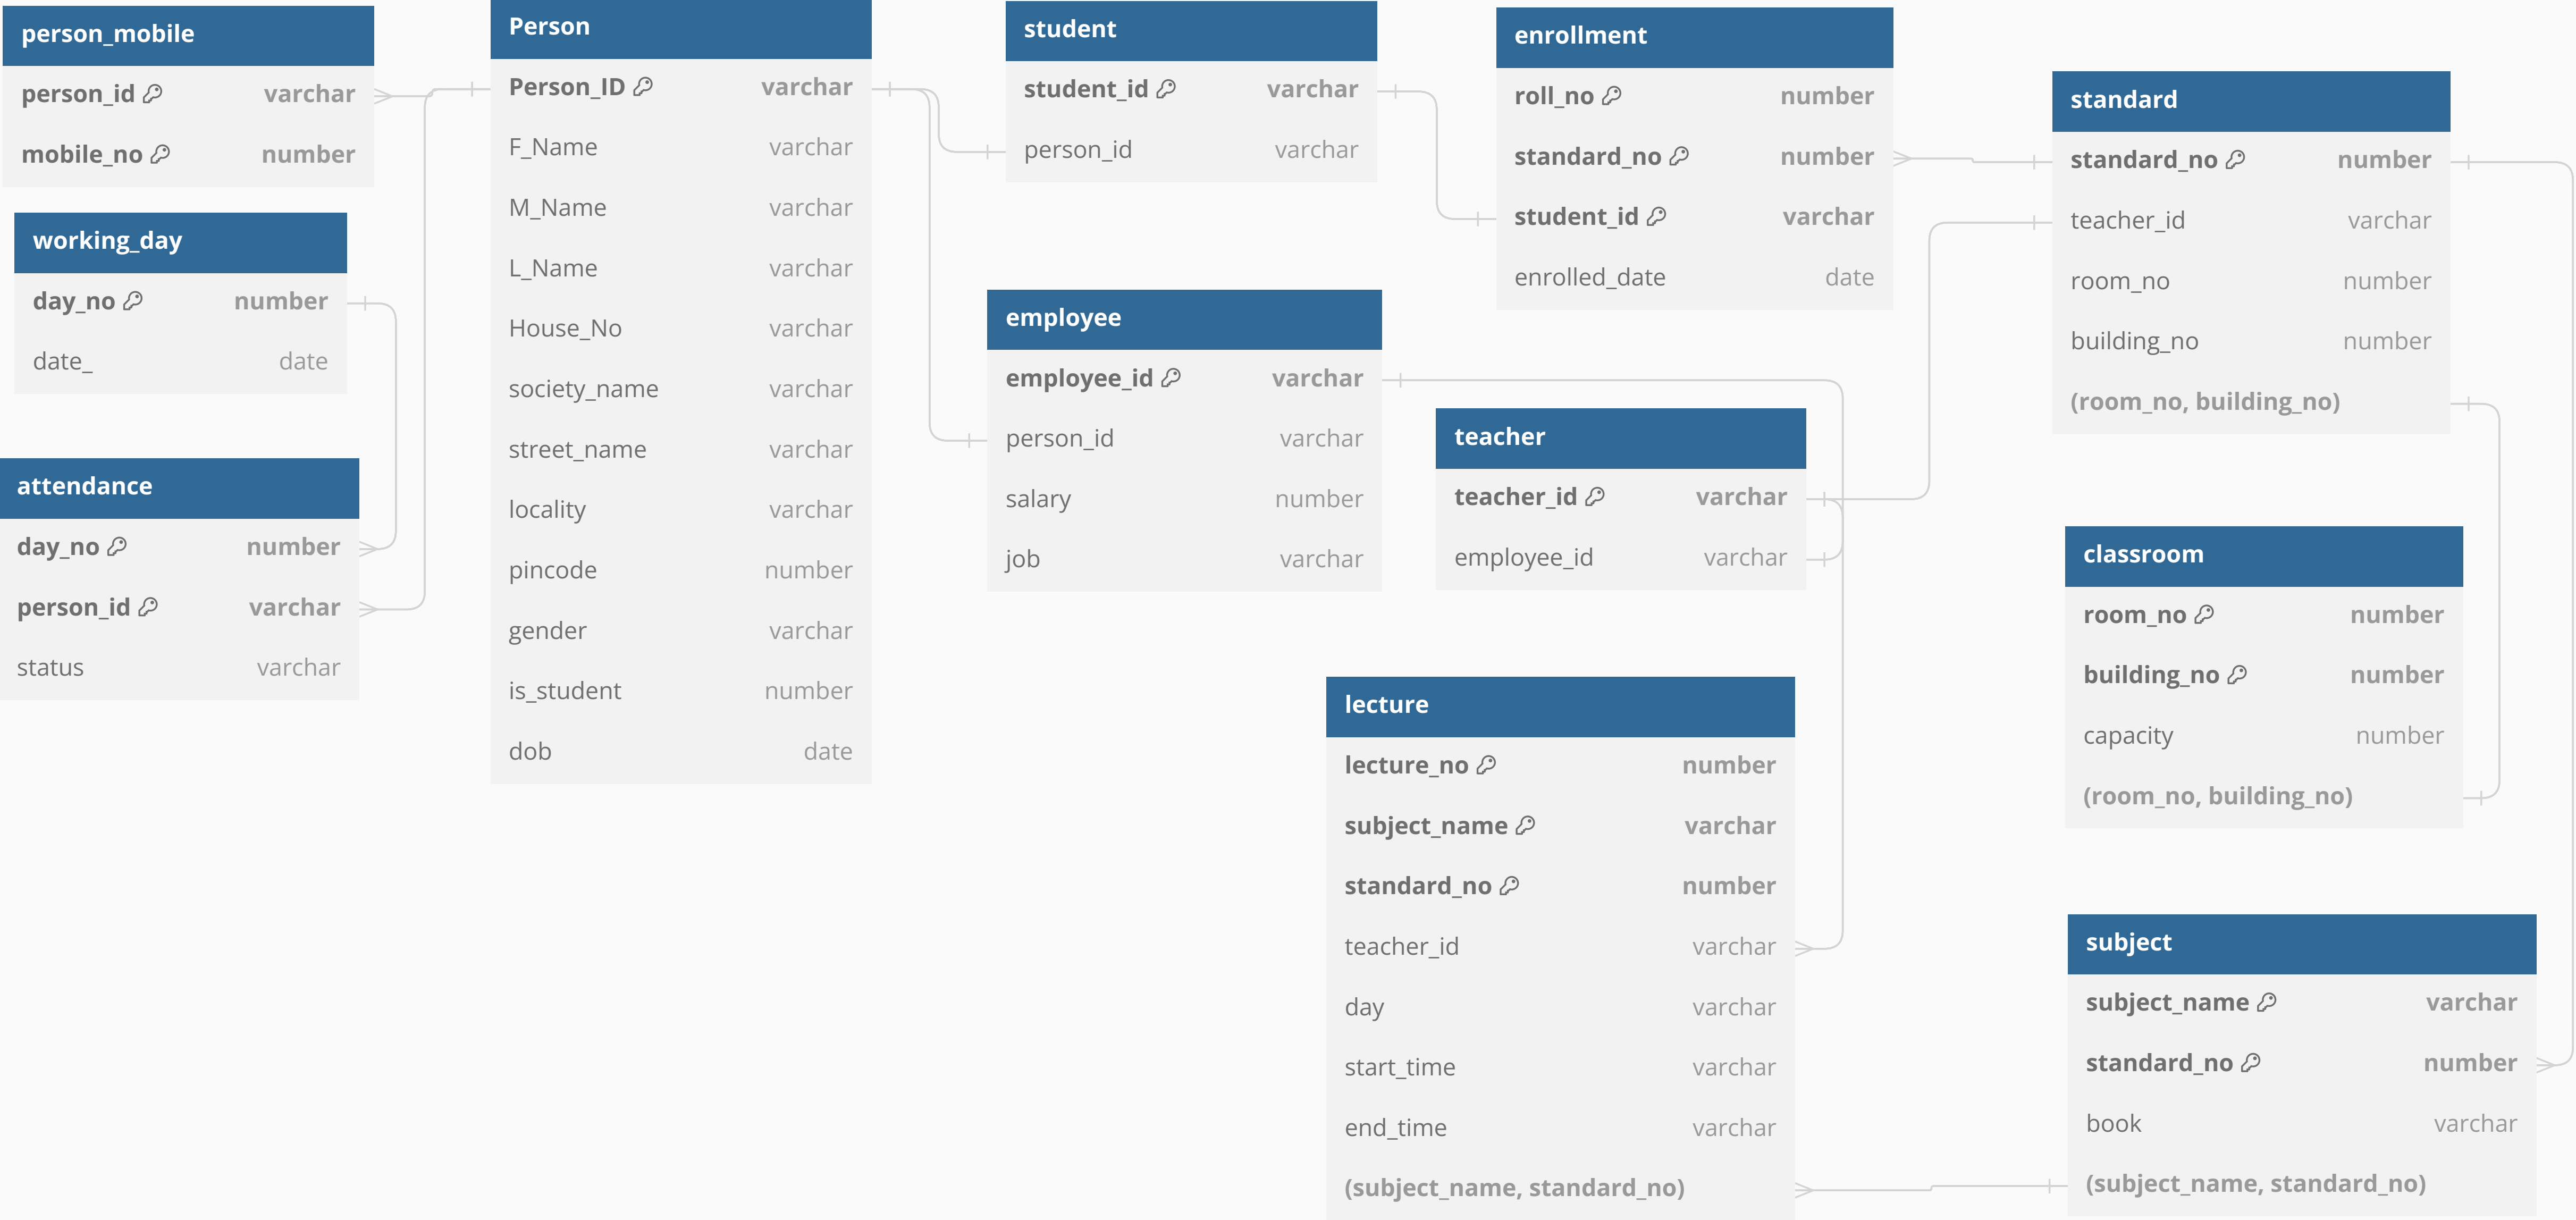 person_mobile
person_id varchar
mobile_no number
working_day
day_no number
date_ date
attendance
day_no number
person_id varchar
status varchar
Person
Person_ID varchar
F_Name varchar
M_Name varchar
L_Name varchar
House_No varchar
society_name varchar
street_name varchar
locality varchar
pincode number
gender varchar
is_student number
dob date
student
student_id varchar
person_id varchar
employee
employee_id varchar
person_id varchar
salary number
job varchar
enrollment
roll_no number
standard_no number
student_id varchar
enrolled_date date
teacher
teacher_id varchar
employee_id varchar
lecture
lecture_no number
subject_name varchar
standard_no number
teacher_id varchar
day varchar
start_time varchar
end_time varchar
(subject_name, standard_no)
standard
standard_no number
teacher_id varchar
room_no number
building_no number
(room_no, building_no)
classroom
room_no number
building_no number
capacity number
(room_no, building_no)
subject
subject_name varchar
standard_no number
book varchar
(subject_name, standard_no)